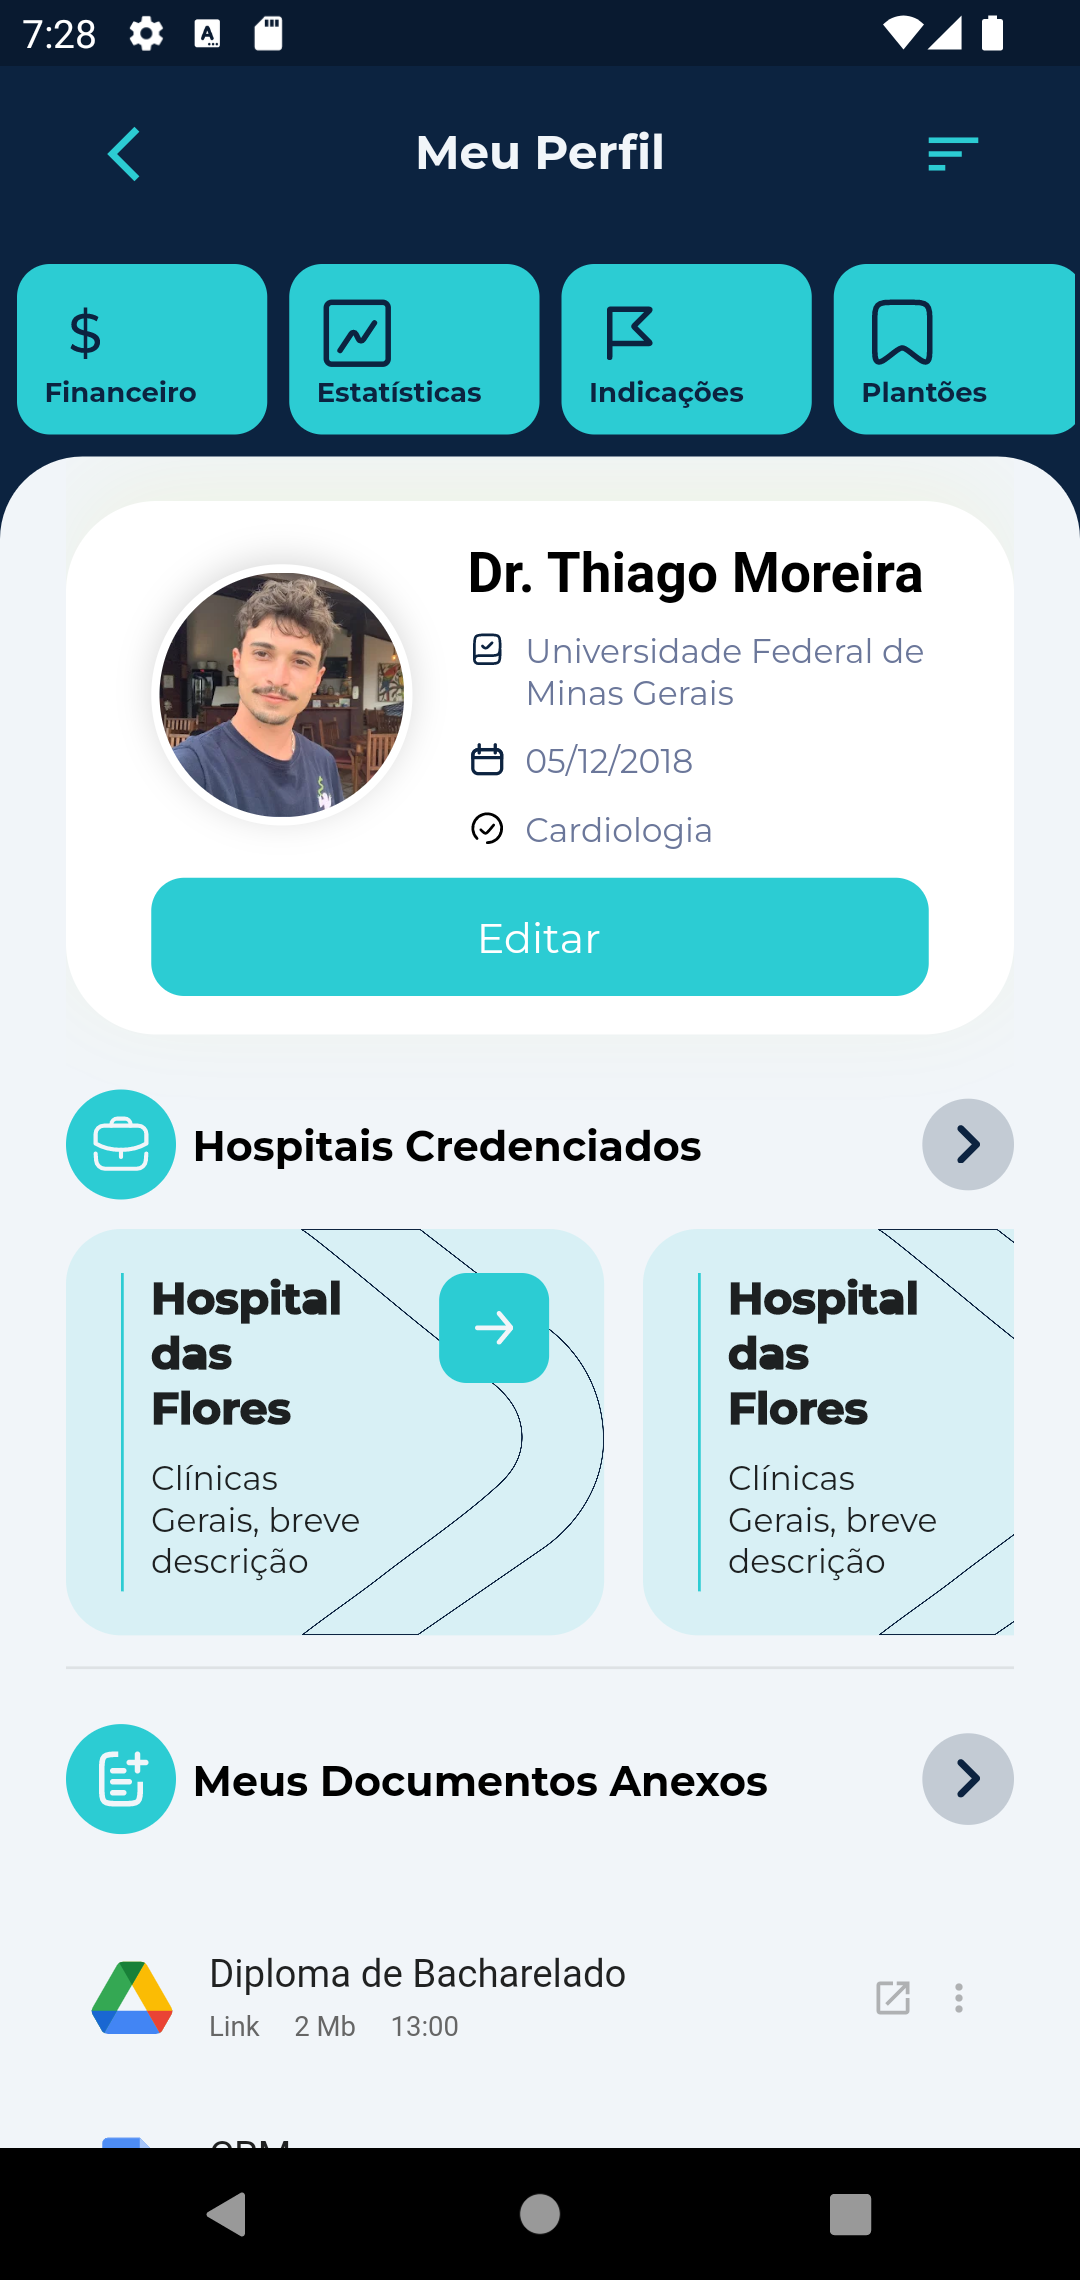 7:28
Meu Perfil
$
Financeiro
Estatísticas
Indicações
Plantões
Dr. Thiago Moreira
Universidade Federal de
Minas Gerais
05/12/2018
Cardiologia
Editar
Hospitais Credenciados
Hospital
das
Flores
Clínicas
Gerais, breve
descrição
Hospital
das
Flores
Clínicas
Gerais, breve
descrição
Meus Documentos Anexos
Diploma de Bacharelado
Link 2 Mb 13:00